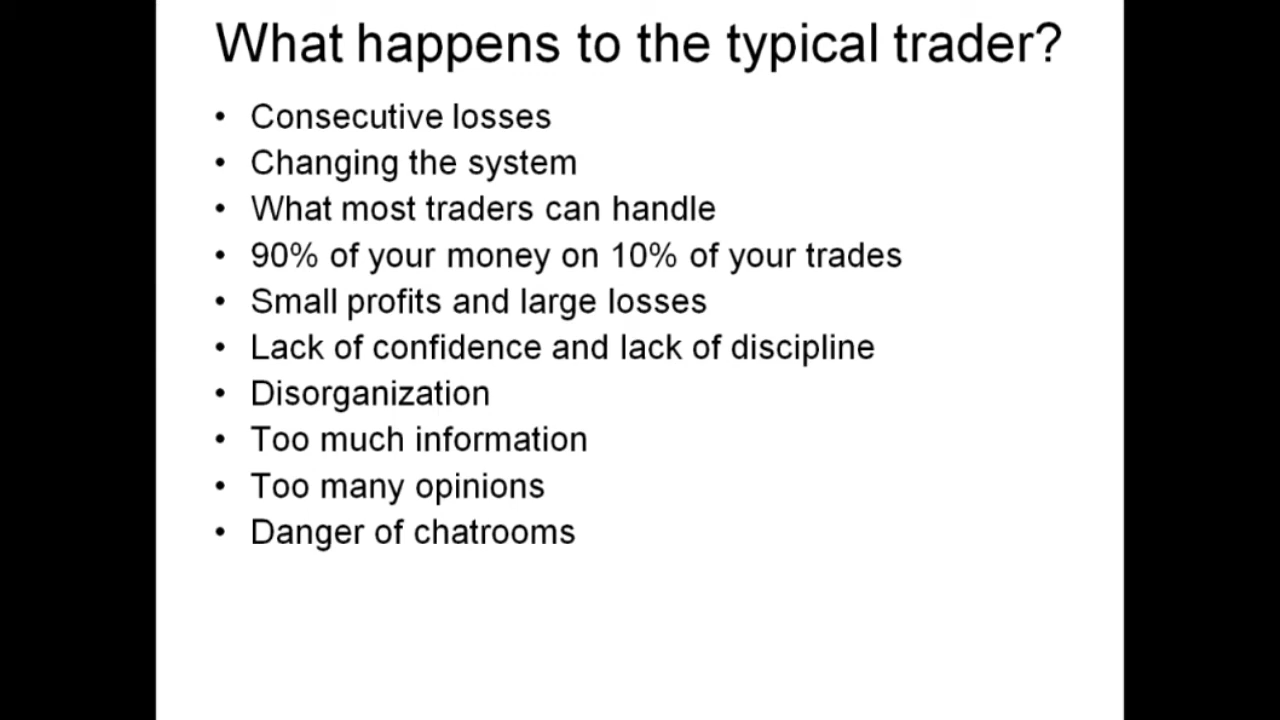 What happens to the typical trader?
• Consecutive losses
• Changing the system
• What most traders can handle
• 90% of your money on 10% of your trades
• Small profits and large losses
• Lack of confidence and lack of discipline
• Disorganization
• Too much information
• Too many opinions
• Danger of chatrooms